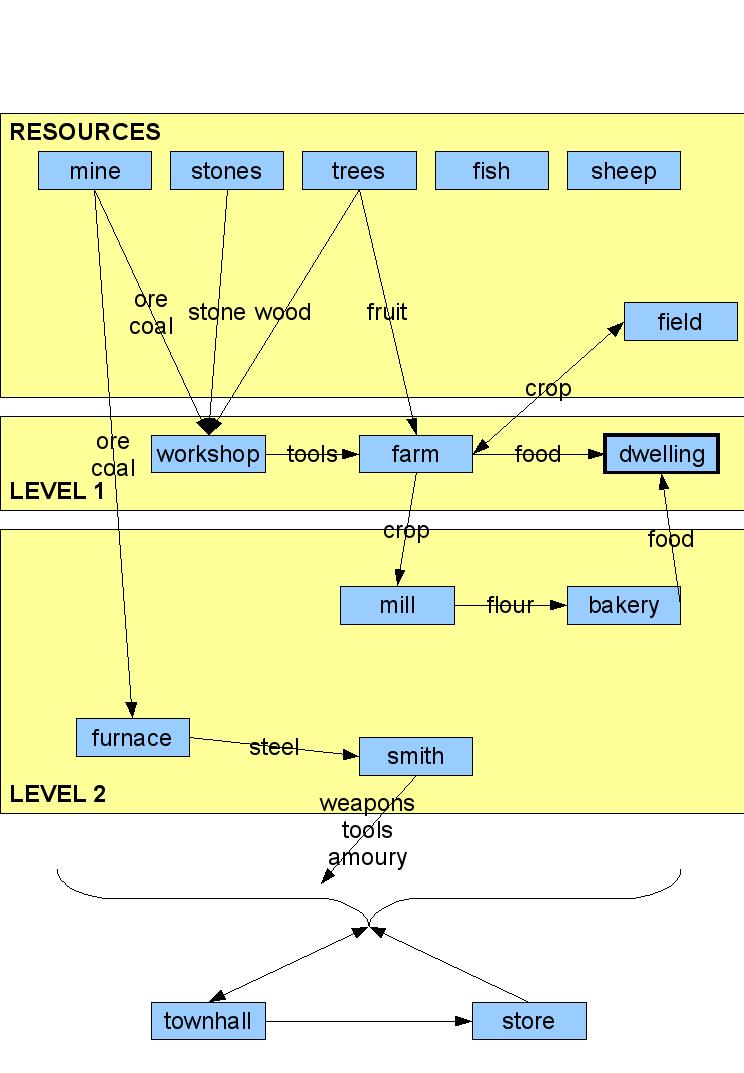 RESOURCES
mine
stones
trees
fish
sheep
ore
coal
stone
wood
fruit
field
crop
ore
coal
workshop
tools
farm
food
dwelling
LEVEL 1
crop
food
mill
flour
bakery
furnace
steel
smith
LEVEL 2
weapons
tools
amoury
townhall
store